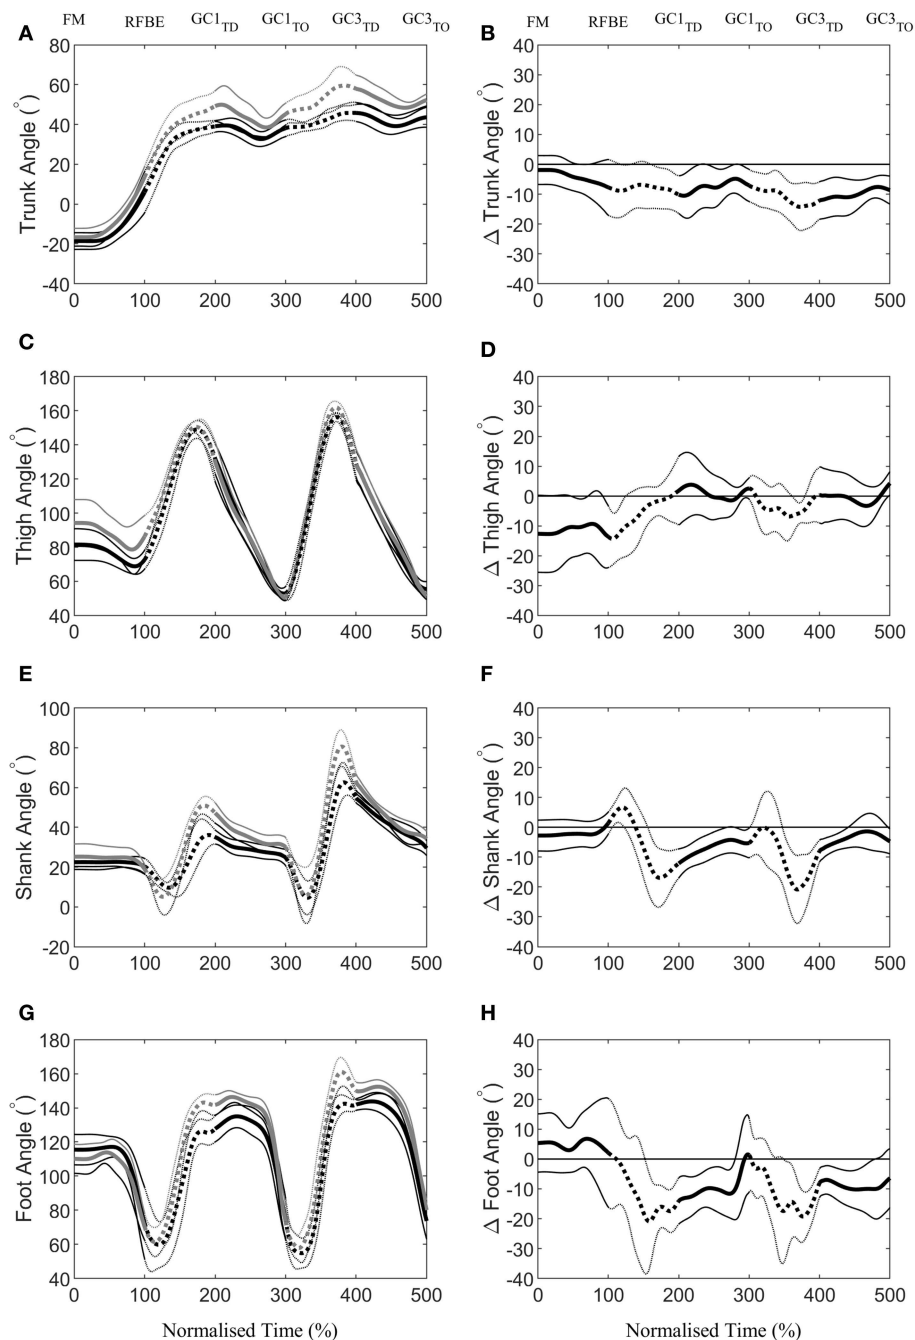 FM RFBE GC1TD GC1TO GC3TD GC3TO
A
80
60
40
20
0
-20
-40
Trunk Angle (°)
0 100 200 300 400 500
FM RFBE GC1TD GC1TO GC3TD GC3TO
B
40
30
20
10
0
-10
-20
-30
-40
Δ Trunk Angle (°)
0 100 200 300 400 500
C
180
160
140
120
100
80
60
40
Thigh Angle (°)
0 100 200 300 400 500
D
40
30
20
10
0
-10
-20
-30
-40
Δ Thigh Angle (°)
0 100 200 300 400 500
E
100
80
60
40
20
0
-20
Shank Angle (°)
0 100 200 300 400 500
F
40
30
20
10
0
-10
-20
-30
-40
Δ Shank Angle (°)
0 100 200 300 400 500
G
180
160
140
120
100
80
60
40
Foot Angle (°)
0 100 200 300 400 500
Normalised Time (%)
H
40
30
20
10
0
-10
-20
-30
-40
Δ Foot Angle (°)
0 100 200 300 400 500
Normalised Time (%)